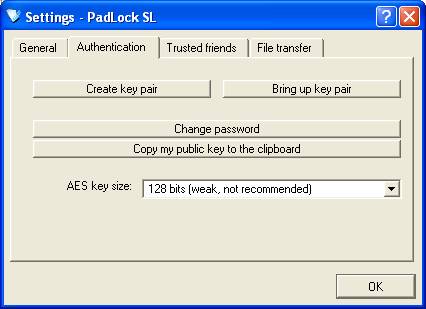 Settings - PadLock SL
General Authentication Trusted friends File transfer
Create key pair Bring up key pair
Change password
Copy my public key to the clipboard
AES key size: 128 bits (weak, not recommended)
OK